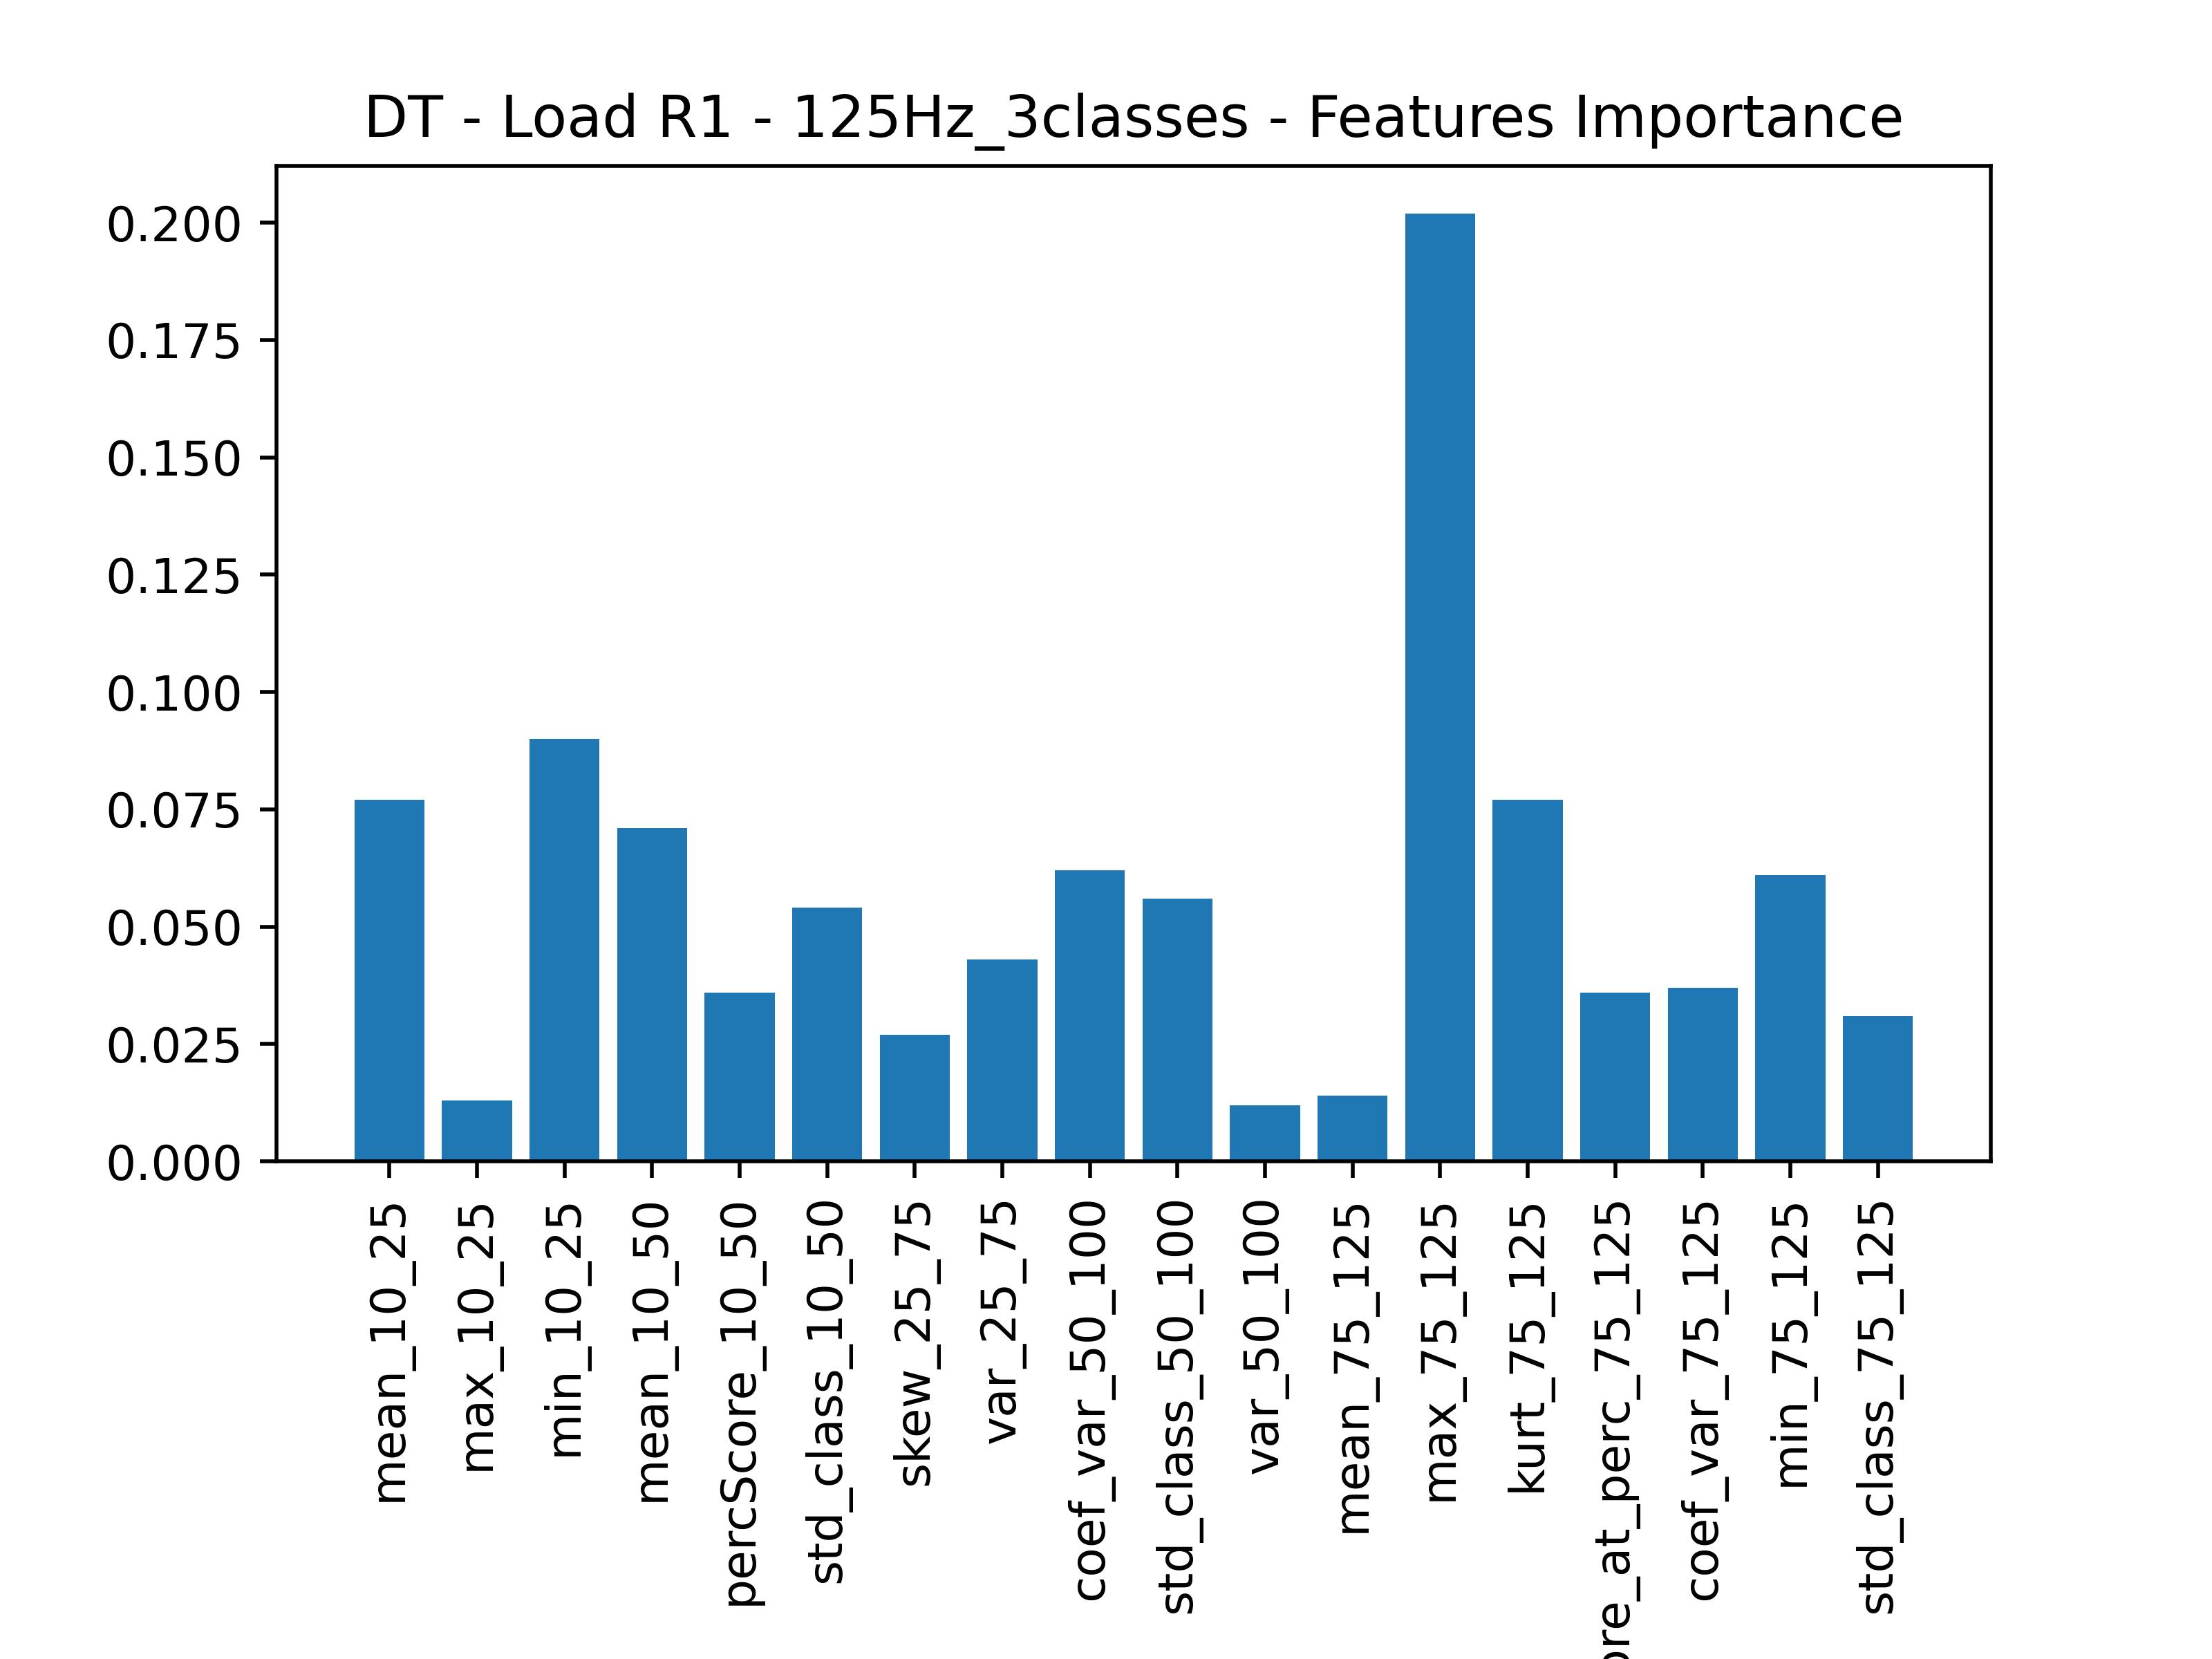 DT - Load R1 - 125Hz_3classes - Features Importance
0.200
0.175
0.150
0.125
0.100
0.075
0.050
0.025
0.000
mean_10_25
max_10_25
min_10_25
mean_10_50
percScore_10_50
std_class_10_50
skew_25_75
var_25_75
coef_var_50_100
std_class_50_100
var_50_100
mean_75_125
max_75_125
kurt_75_125
ore_at_perc_75_125
coef_var_75_125
min_75_125
std_class_75_125